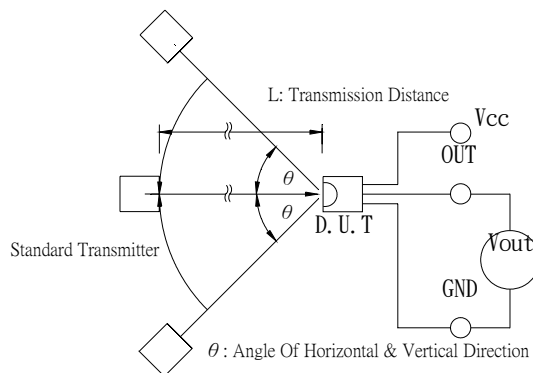 L: Transmission Distance
Vcc
OUT
θ
θ
D.U.T
Standard Transmitter
Vout
GND
θ : Angle Of Horizontal & Vertical Direction